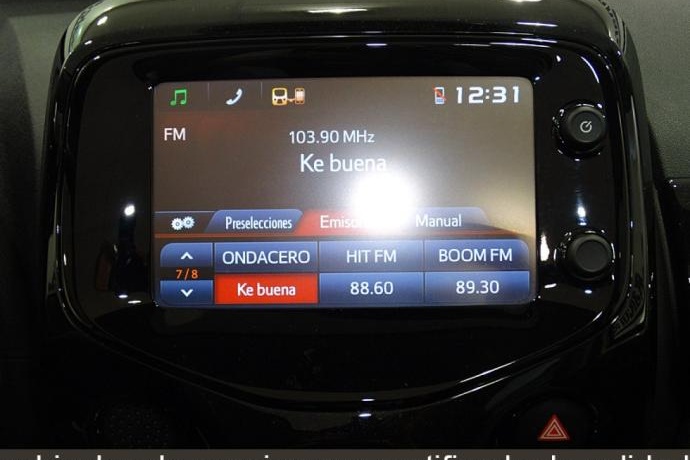 12:31
FM
103.90 MHz
Ke buena
Preselecciones Manual
ONDACERO HIT FM BOOM FM
7/8
Ke buena 88.60 89.30